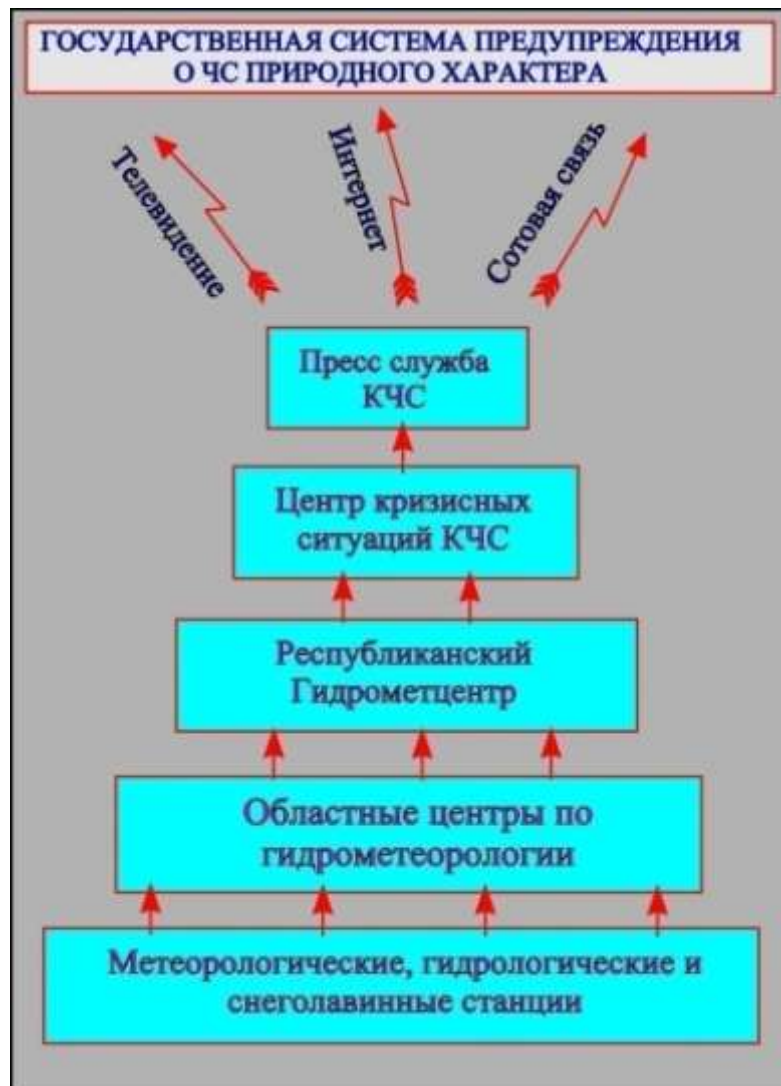 ГОСУДАРСТВЕННАЯ СИСТЕМА ПРЕДУПРЕЖДЕНИЯ
О ЧС ПРИРОДНОГО ХАРАКТЕРА
Телевидение
Интернет
Сотовая связь
Пресс служба
КЧС
Центр кризисных
ситуаций КЧС
Республиканский
Гидрометцентр
Областные центры по
гидрометеорологии
Метеорологические, гидрологические и
снеголавинные станции